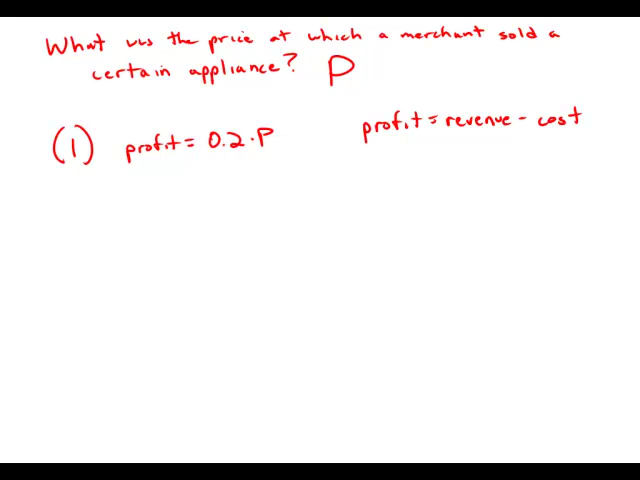 What was the price at which a merchant sold a
certain appliance? P
(1) profit = 0.2 · P
profit = revenue - cost